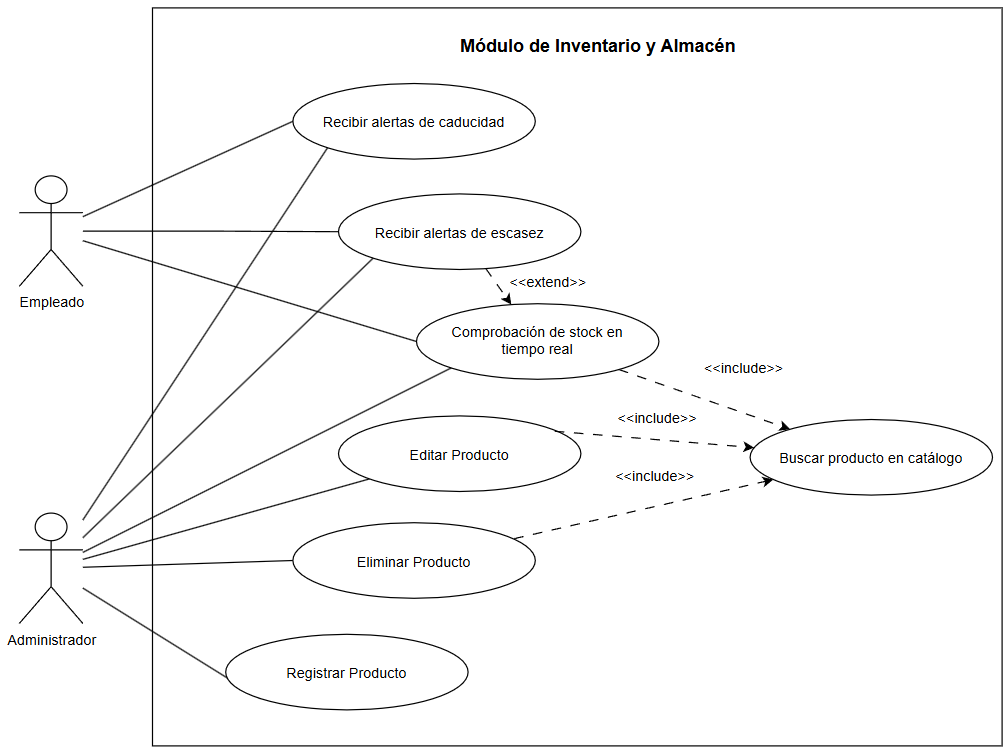 Módulo de Inventario y Almacén
Recibir alertas de caducidad
Recibir alertas de escasez
<<extend>>
Empleado
Comprobación de stock en
tiempo real
<<include>>
<<include>>
Editar Producto
Buscar producto en catálogo
<<include>>
Eliminar Producto
Administrador
Registrar Producto